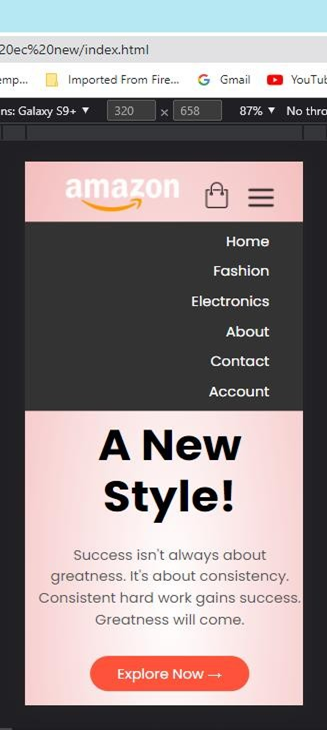 20ec%20new/index.html
emp... Imported From Fire... Gmail YouTub
ns: Galaxy S9+ ▼ 320 × 658 87% ▼ No thro
amazon
Home
Fashion
Electronics
About
Contact
Account
A New
Style!
Success isn't always about
greatness. It's about consistency.
Consistent hard work gains success.
Greatness will come.
Explore Now →